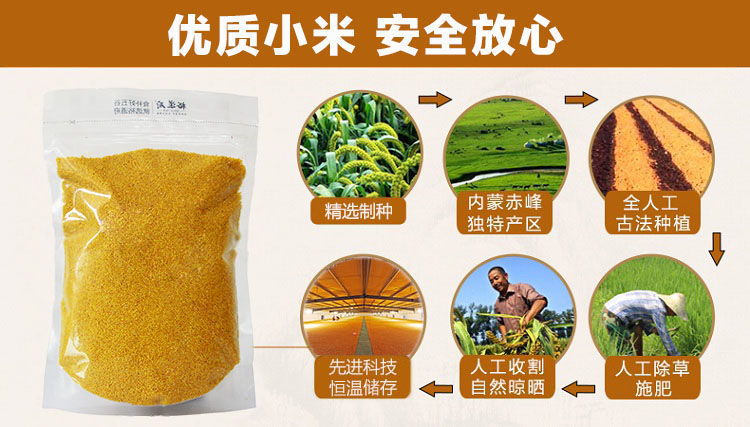 优质小米 安全放心
精选制种
内蒙赤峰
独特产区
全人工
古法种植
先进科技
恒温储存
人工收割
自然晾晒
人工除草
施肥